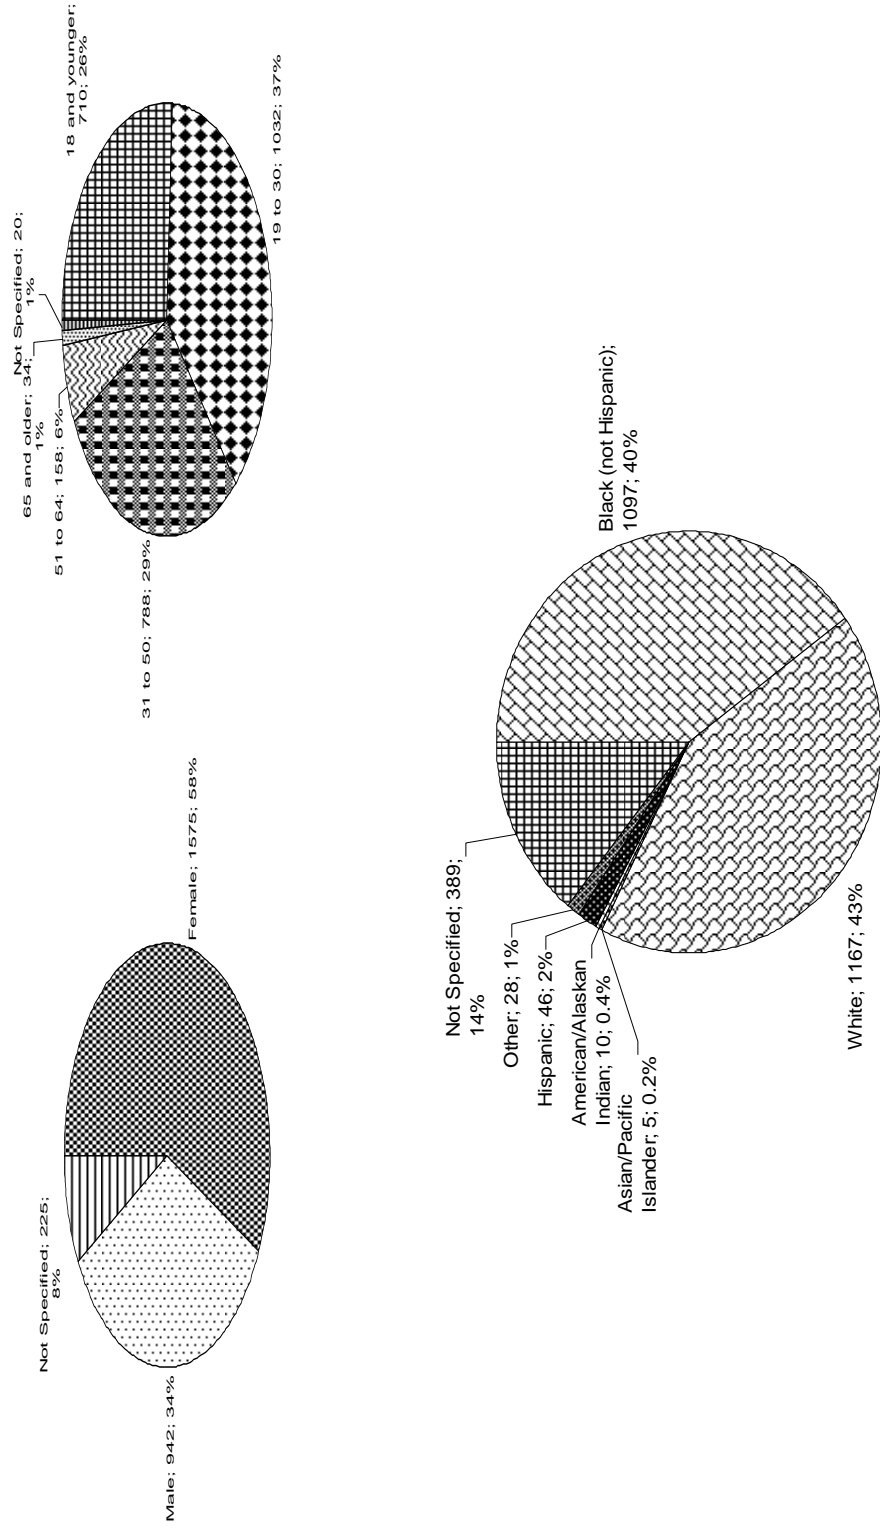 Not Specified; 225;
8%
Male; 942; 34%
Female; 1575; 58%
Not Specified; 20;
1%
65 and older; 34;
1%
51 to 64; 158; 6%
31 to 50; 788; 29%
18 and younger;
710; 26%
19 to 30; 1032; 37%
Not Specified; 389;
14%
Other; 28; 1%
Hispanic; 46; 2%
American/Alaskan
Indian; 10; 0.4%
Asian/Pacific
Islander; 5; 0.2%
White; 1167; 43%
Black (not Hispanic);
1097; 40%